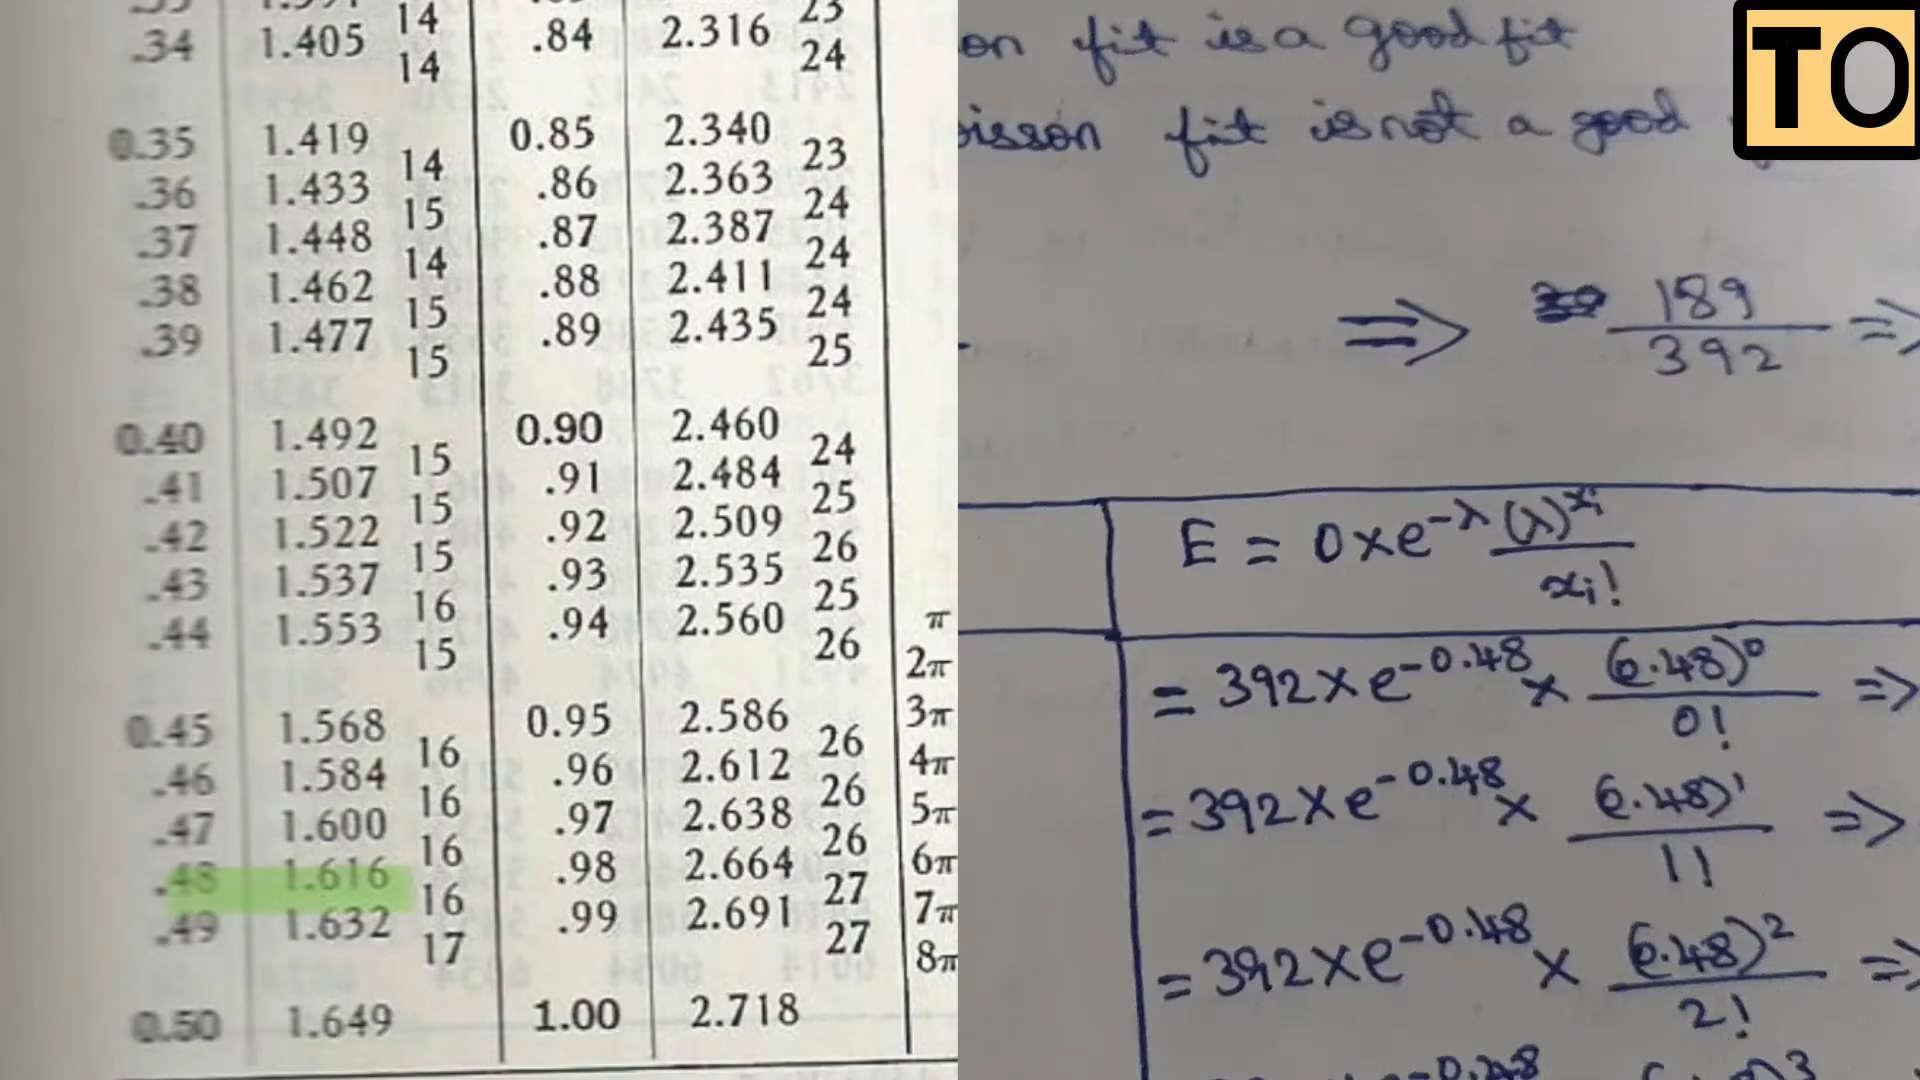 .34 1.405 14 .84 2.316 23
14 24
0.35 1.419 0.85 2.340
14 23
.36 1.433 .86 2.363
15 24
.37 1.448 .87 2.387
14 24
.38 1.462 .88 2.411
15 24
.39 1.477 .89 2.435
15 25
0.40 1.492 0.90 2.460
15 24
.41 1.507 .91 2.484
15 25
.42 1.522 .92 2.509
15 26
.43 1.537 .93 2.535
16 25
.44 1.553 .94 2.560 π
15 26 2π
0.45 1.568 0.95 2.586 3π
16 26
.46 1.584 .96 2.612 4π
16 26
.47 1.600 .97 2.638 5π
16 26
.48 1.616 .98 2.664 6π
16 27
.49 1.632 .99 2.691 7π
17 27 8π
0.50 1.649 1.00 2.718
on fit is a good fit
isson fit is not a good
⇒ 189/392 ⇒
E = 0×e^-λ (λ)^xi / xi!
= 392×e^-0.48 × (0.48)^0 / 0! ⇒
= 392×e^-0.48 × (0.48)^1 / 1! ⇒
= 392×e^-0.48 × (0.48)^2 / 2! ⇒
TO